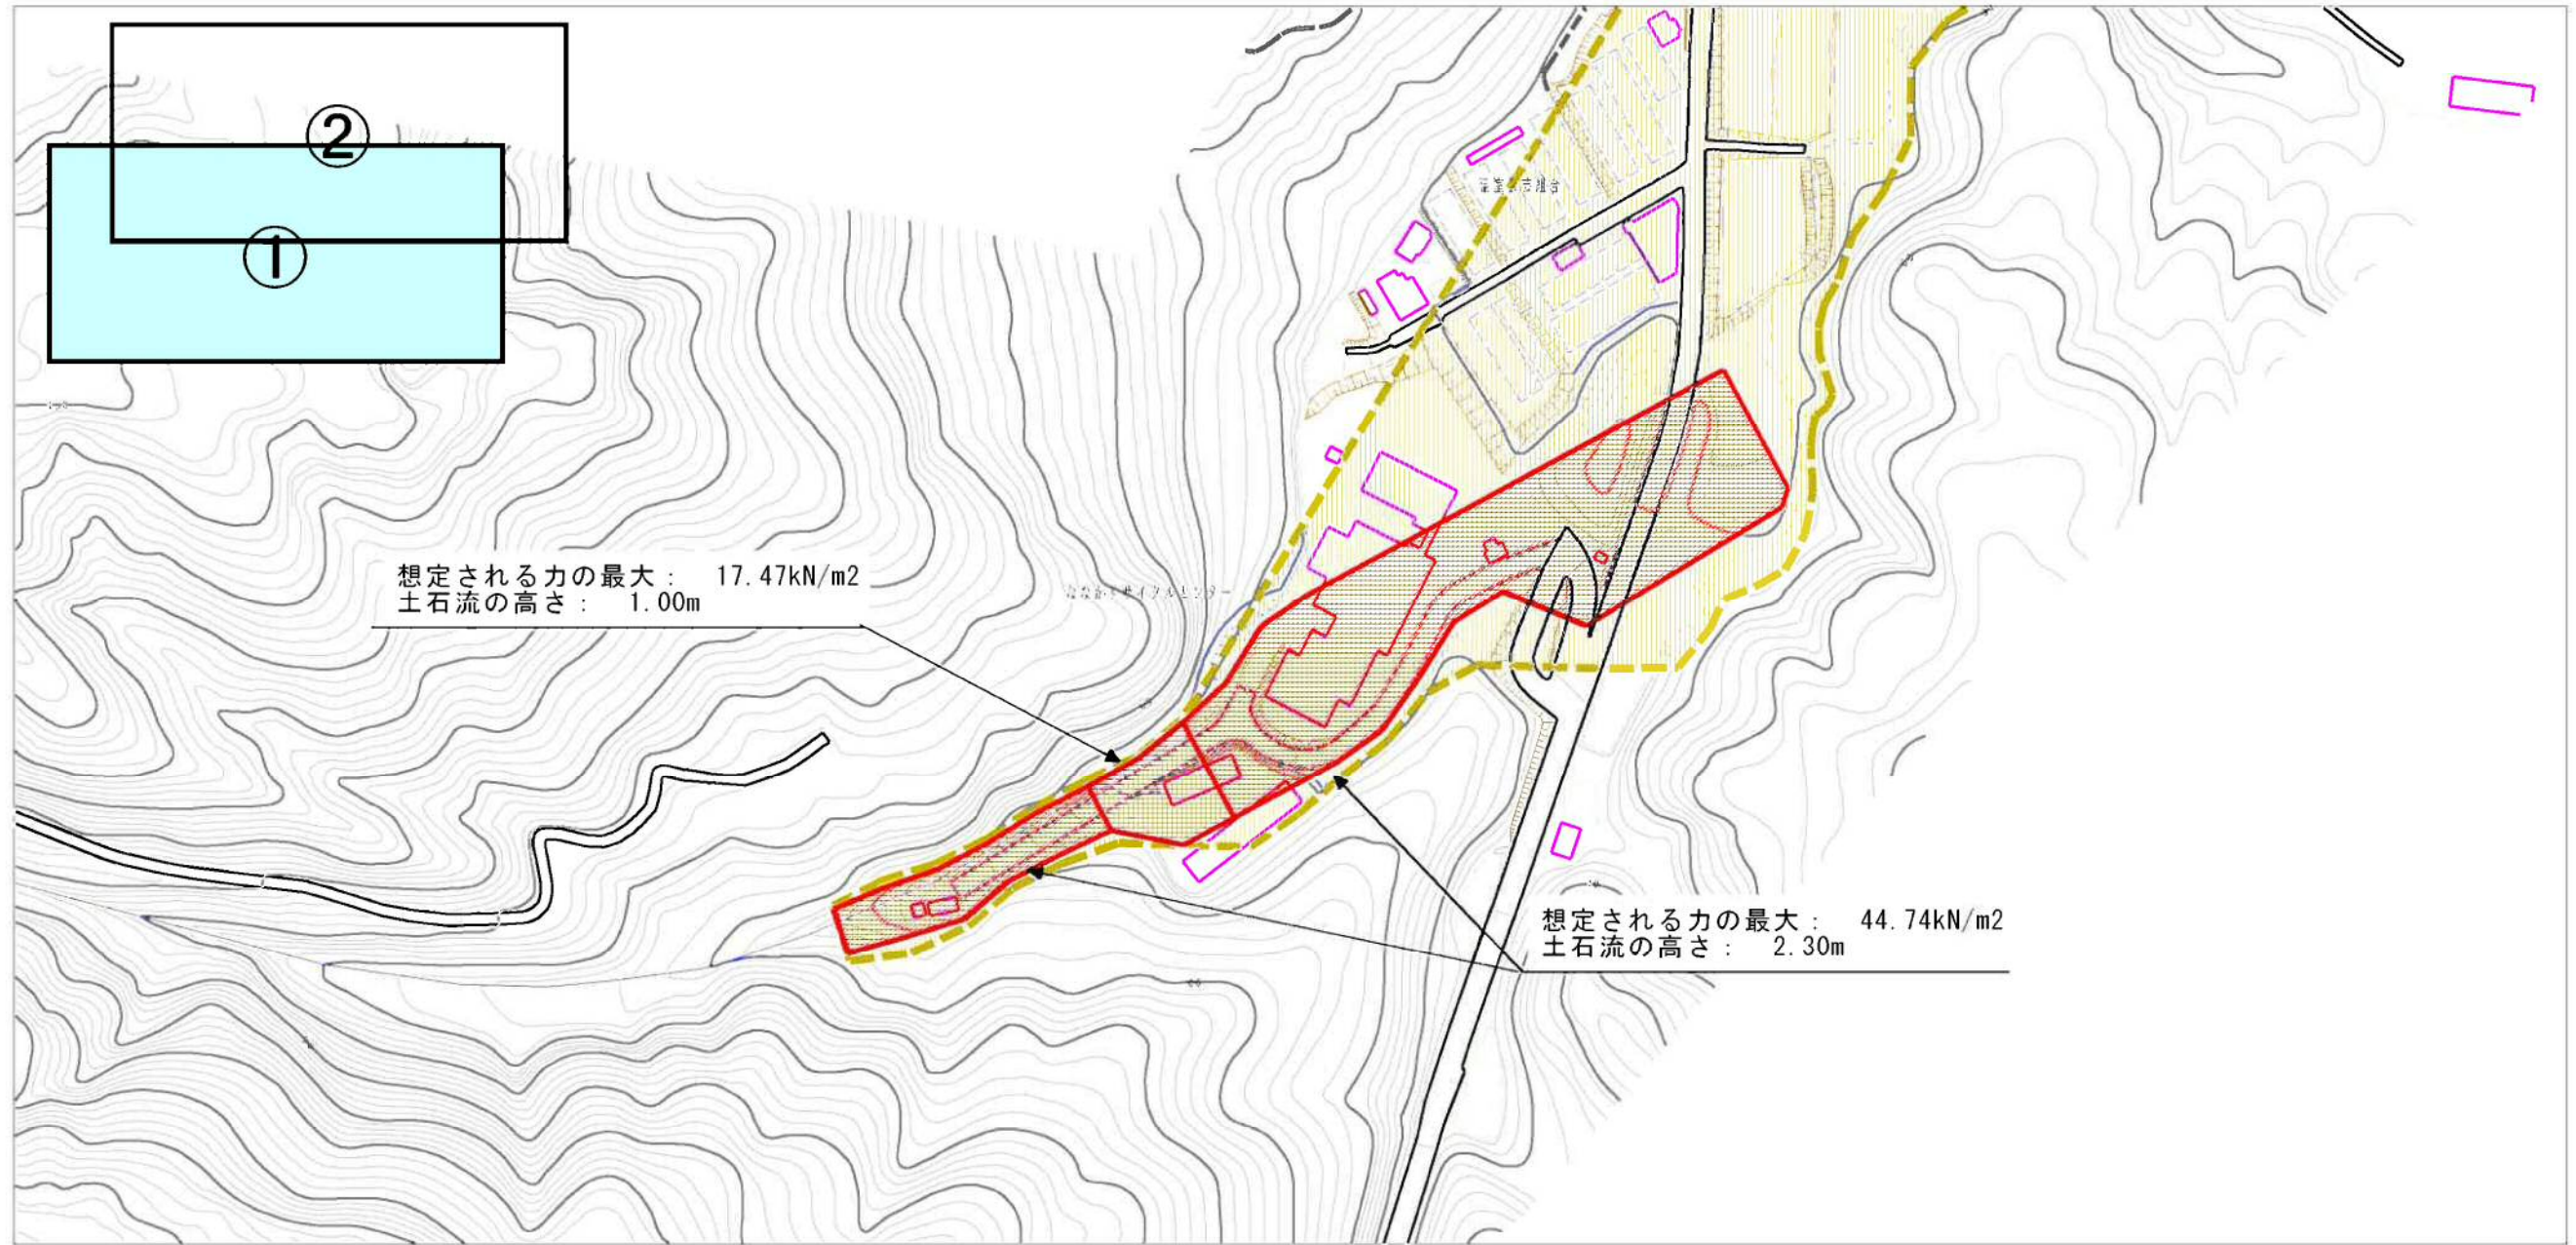 ②
①
想定される力の最大： 17.47kN/m2
土石流の高さ： 1.00m
想定される力の最大： 44.74kN/m2
土石流の高さ： 2.30m